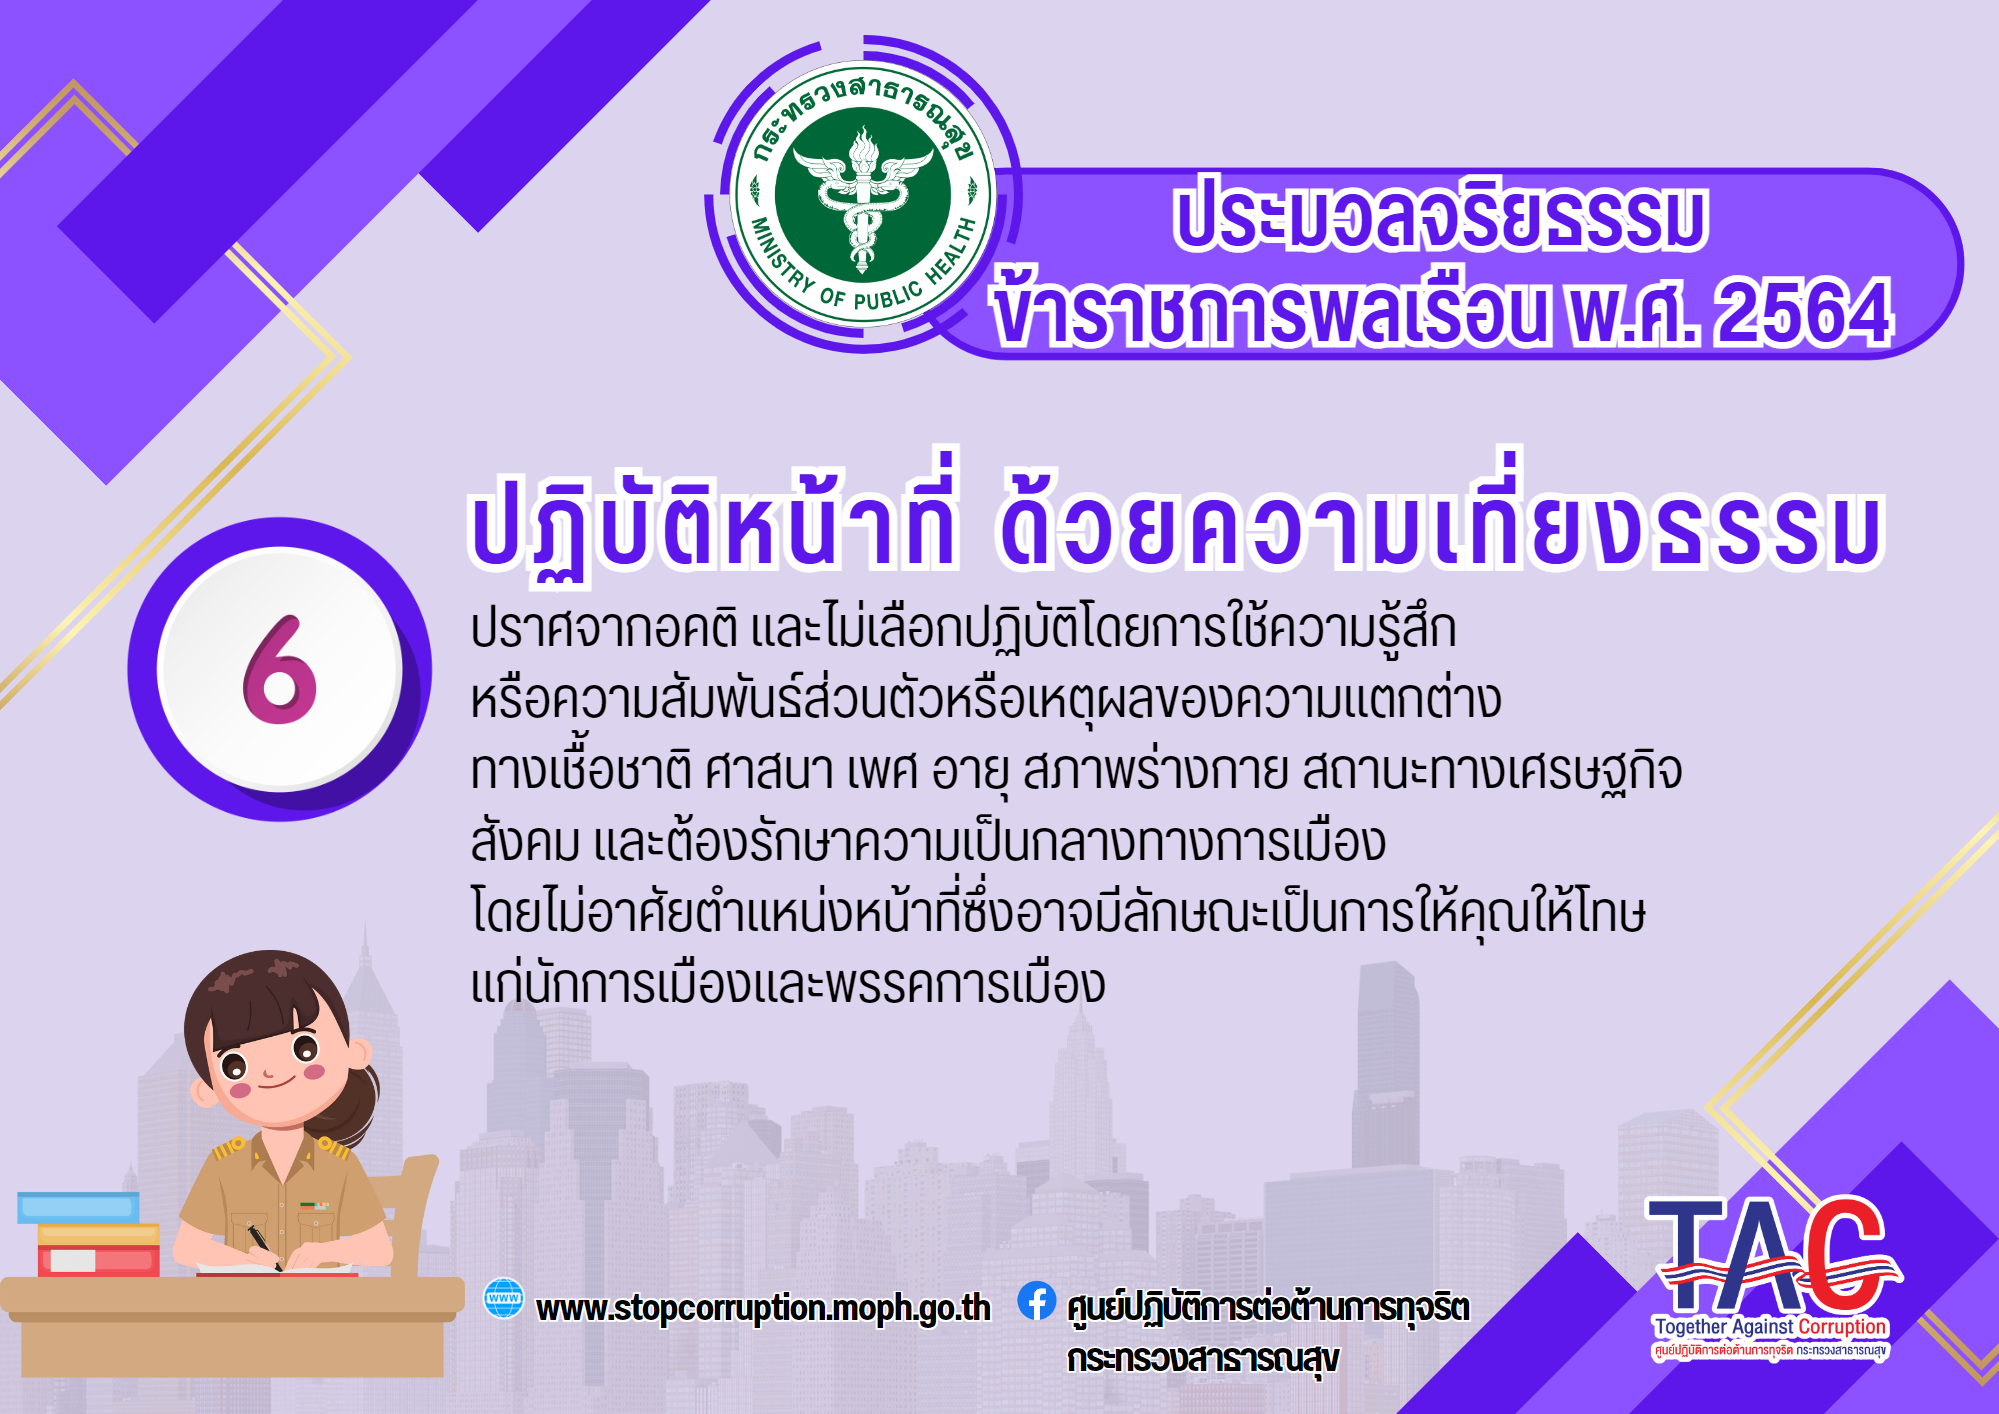 กระทรวงสาธารณสุข
MINISTRY OF PUBLIC HEALTH
ประมวลจริยธรรม
ข้าราชการพลเรือน พ.ศ. 2564
6
ปฏิบัติหน้าที่ ด้วยความเที่ยงธรรม
ปราศจากอคติ และไม่เลือกปฏิบัติโดยการใช้ความรู้สึก
หรือความสัมพันธ์ส่วนตัวหรือเหตุผลของความแตกต่าง
ทางเชื้อชาติ ศาสนา เพศ อายุ สภาพร่างกาย สถานะทางเศรษฐกิจ
สังคม และต้องรักษาความเป็นกลางทางการเมือง
โดยไม่อาศัยตำแหน่งหน้าที่ซึ่งอาจมีลักษณะเป็นการให้คุณให้โทษ
แก่นักการเมืองและพรรคการเมือง
www
www.stopcorruption.moph.go.th
ศูนย์ปฏิบัติการต่อต้านการทุจริต
กระทรวงสาธารณสุข
TAC
Together Against Corruption
ศูนย์ปฏิบัติการต่อต้านการทุจริต กระทรวงสาธารณสุข